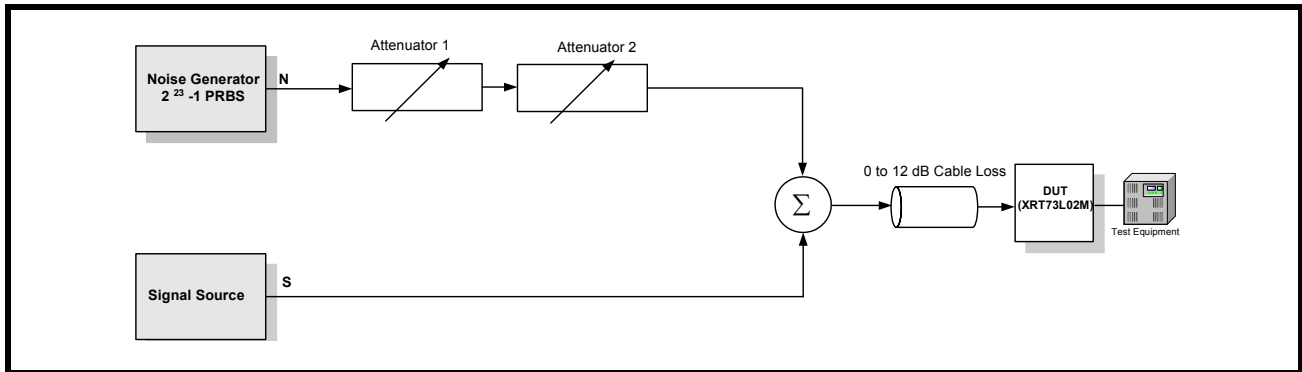 Attenuator 1
Attenuator 2
Noise Generator
2 23 -1 PRBS
N
0 to 12 dB Cable Loss
DUT
(XRT73L02M)
Σ
Test Equipment
Signal Source
S